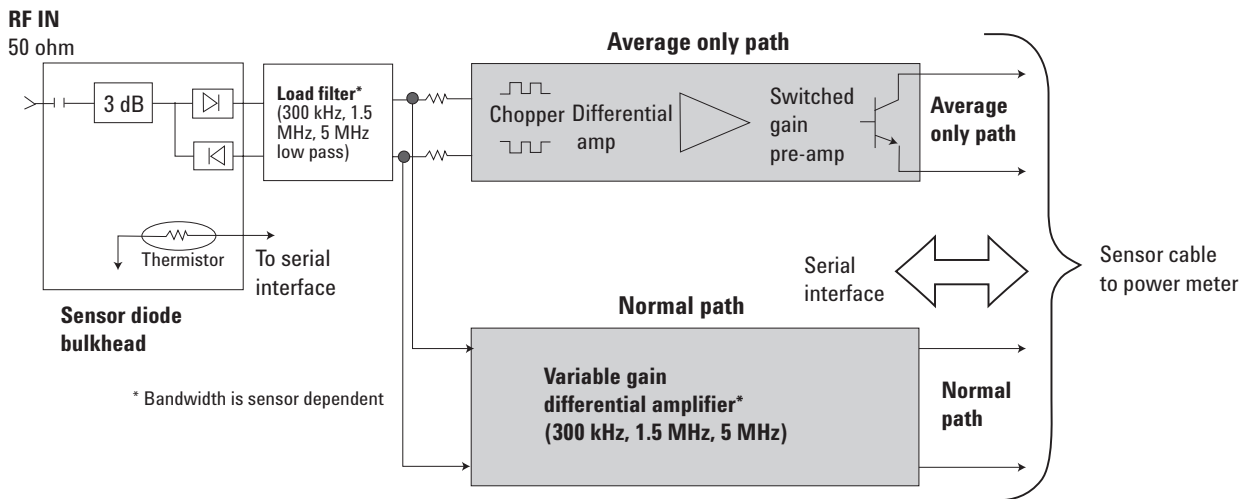 RF IN
50 ohm
3 dB
Load filter*
(300 kHz, 1.5
MHz, 5 MHz
low pass)
Thermistor
To serial
interface
Sensor diode
bulkhead
* Bandwidth is sensor dependent
Average only path
Chopper
Differential
amp
Switched
gain
pre-amp
Average
only path
Serial
interface
Sensor cable
to power meter
Normal path
Variable gain
differential amplifier*
(300 kHz, 1.5 MHz, 5 MHz)
Normal
path